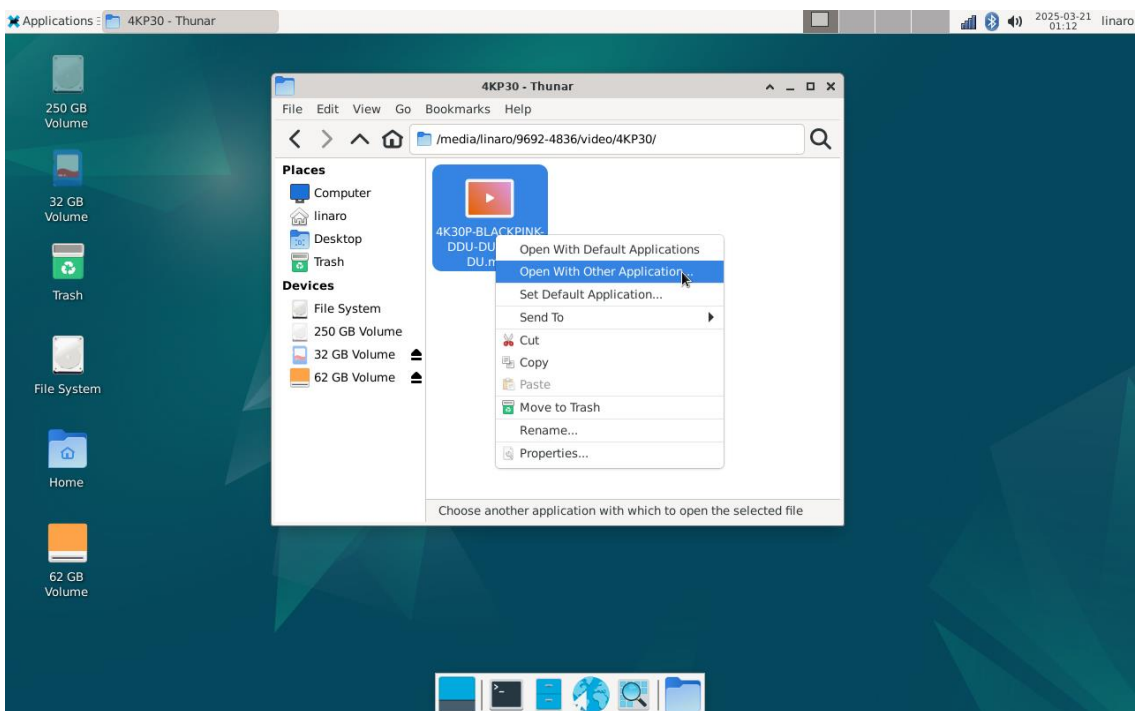 Applications
4KP30 - Thunar
2025-03-21
01:12
linaro
250 GB
Volume
32 GB
Volume
Trash
File System
Home
62 GB
Volume
4KP30 - Thunar
File Edit View Go Bookmarks Help
/media/linaro/9692-4836/video/4KP30/
Places
Computer
linaro
Desktop
Trash
Devices
File System
250 GB Volume
32 GB Volume
62 GB Volume
4K30P-BLACKPINK-
DDU-DU
DU.m
Open With Default Applications
Open With Other Application...
Set Default Application...
Send To
Cut
Copy
Paste
Move to Trash
Rename...
Properties...
Choose another application with which to open the selected file